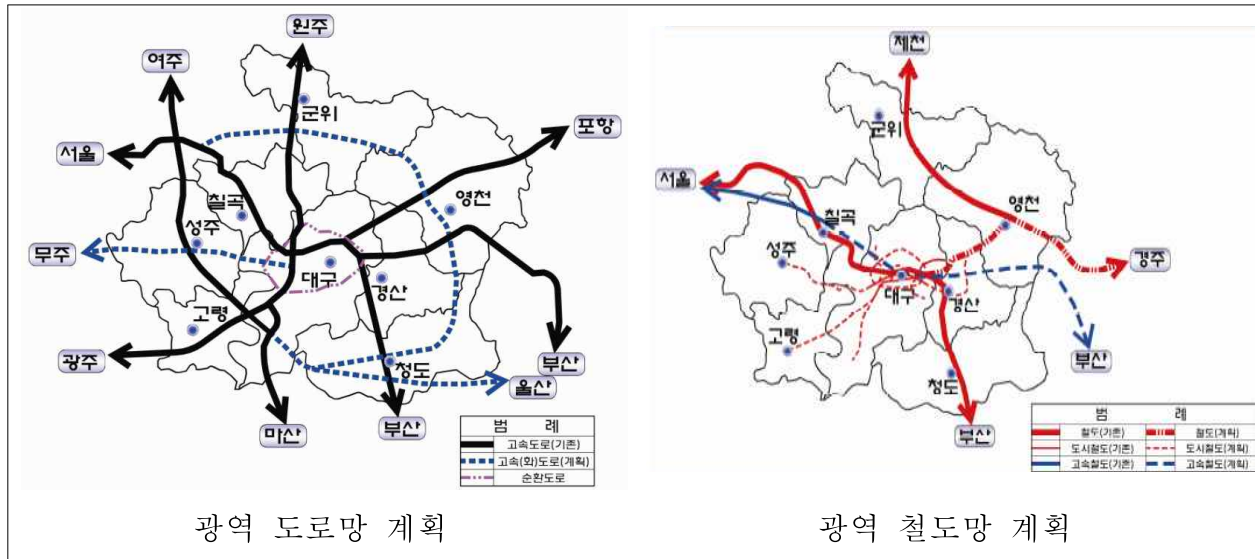 원주
여주
군위
포항
서울
칠곡
영천
성주
무주
대구
경산
고령
광주
청도
부산
울산
마산
부산
범 례
고속도로(기존)
고속(화)도로(계획)
순환도로
광역 도로망 계획
제천
군위
서울
칠곡
영천
성주
경주
대구
경산
고령
부산
청도
부산
범 례
철도(기존)
철도(계획)
도시철도(기존)
도시철도(계획)
고속철도(기존)
고속철도(계획)
광역 철도망 계획